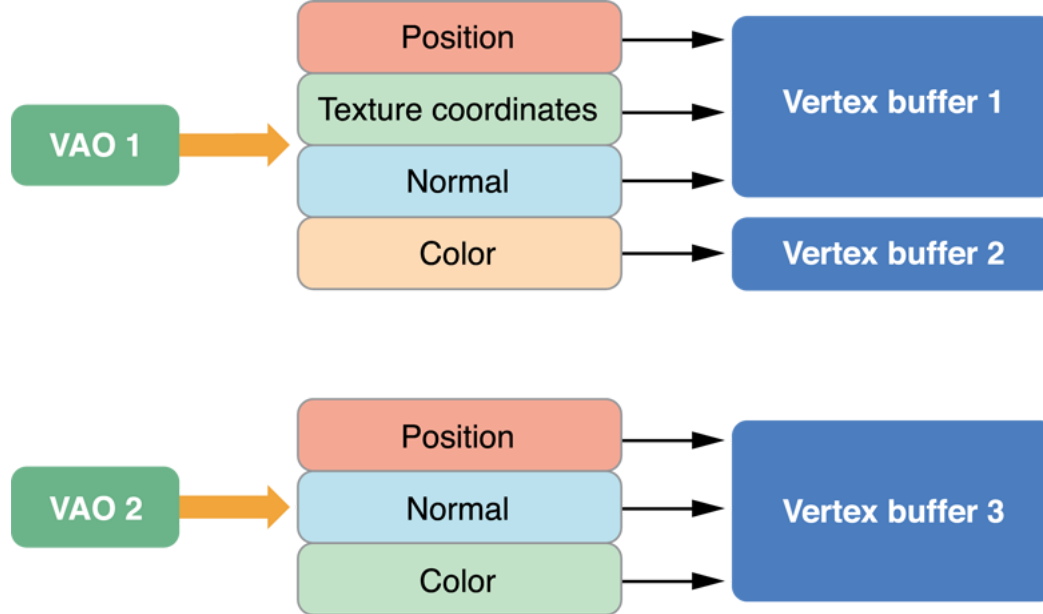 Position
Texture coordinates
Normal
Color
VAO 1
Vertex buffer 1
Vertex buffer 2
Position
Normal
Color
VAO 2
Vertex buffer 3